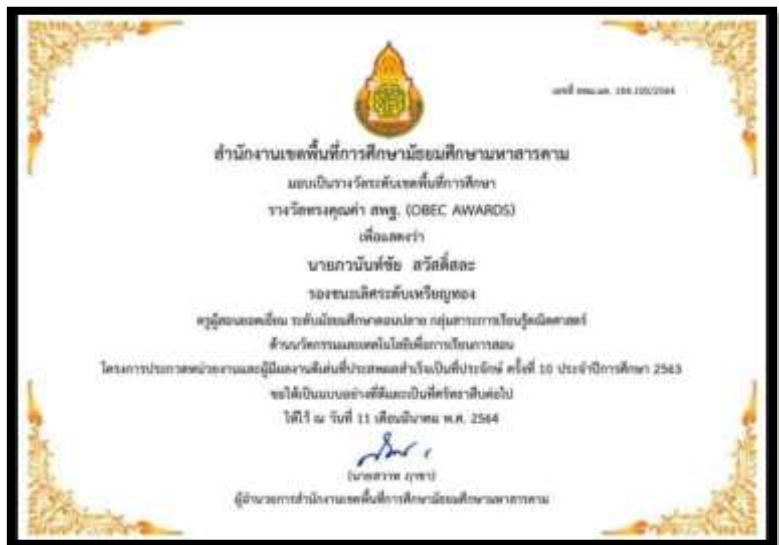 เลขที่ สพม.มค. 193.120/2564
สำนักงานเขตพื้นที่การศึกษามัธยมศึกษามหาสารคาม
มอบเป็นรางวัลระดับเขตพื้นที่การศึกษา
รางวัลทรงคุณค่า สพฐ. (OBEC AWARDS)
เพื่อแสดงว่า
นายภวนันท์ชัย สวัสดิ์สละ
รองชนะเลิศระดับเหรียญทอง
ครูผู้สอนยอดเยี่ยม ระดับมัธยมศึกษาตอนปลาย กลุ่มสาระการเรียนรู้คณิตศาสตร์
ด้านนวัตกรรมและเทคโนโลยีเพื่อการเรียนการสอน
โครงการประกวดหน่วยงานและผู้มีผลงานดีเด่นที่ประสพผลสำเร็จเป็นที่ประจักษ์ ครั้งที่ 10 ประจำปีการศึกษา 2563
ขอให้เป็นแบบอย่างที่ดีและเป็นที่ศรัทธาสืบต่อไป
ให้ไว้ ณ วันที่ 11 เดือนมีนาคม พ.ศ. 2564
ผู้อำนวยการสำนักงานเขตพื้นที่การศึกษามัธยมศึกษามหาสารคาม